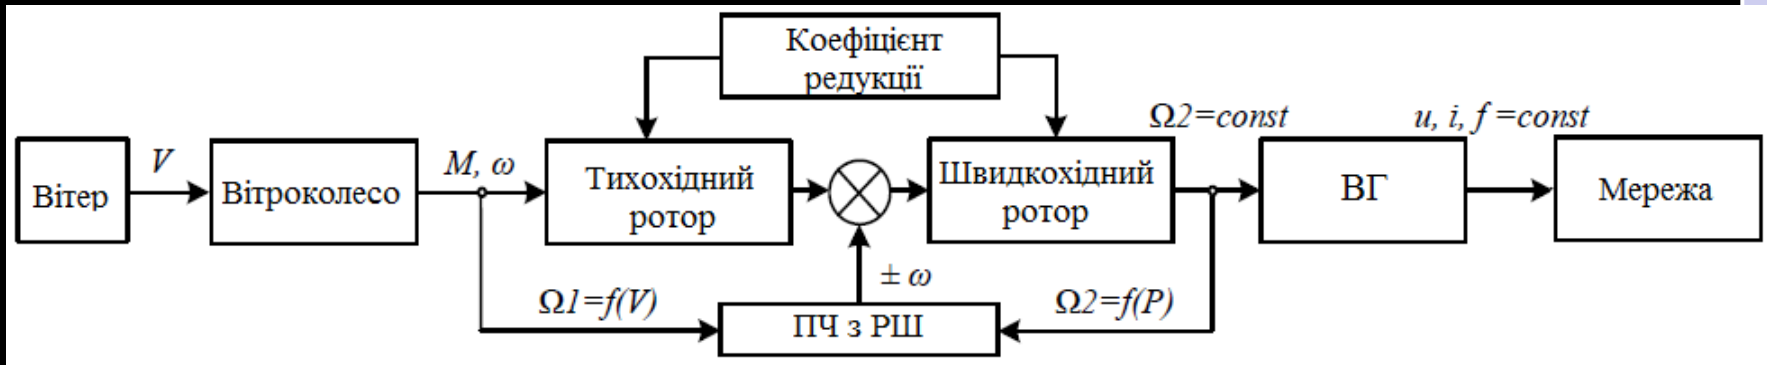 Коефіцієнт
редукції
Ω2=const
u, i, f =const
Вітер
V
Вітроколесо
M, ω
Тихохідний
ротор
Швидкохідний
ротор
ВГ
Мережа
± ω
Ω1=f(V)
Ω2=f(P)
ПЧ з РШ